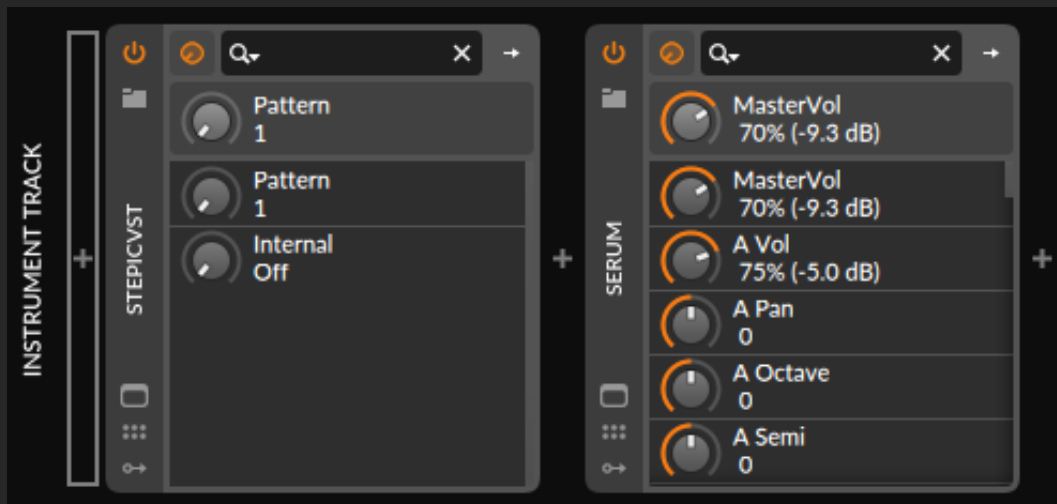 INSTRUMENT TRACK
STEPICVST
Pattern
1
Pattern
1
Internal
Off
SERUM
MasterVol
70% (-9.3 dB)
MasterVol
70% (-9.3 dB)
A Vol
75% (-5.0 dB)
A Pan
0
A Octave
0
A Semi
0